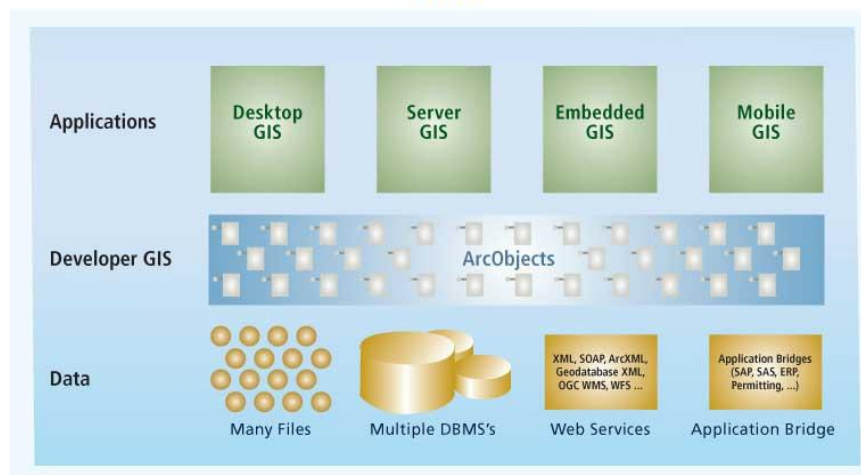 Applications
Desktop
GIS
Server
GIS
Embedded
GIS
Mobile
GIS
Developer GIS
ArcObjects
Data
XML, SOAP, ArcXML,
Geodatabase XML,
OGC WMS, WFS ...
Application Bridges
(SAP, SAS, ERP,
Permitting, ...)
Many Files
Multiple DBMS's
Web Services
Application Bridge